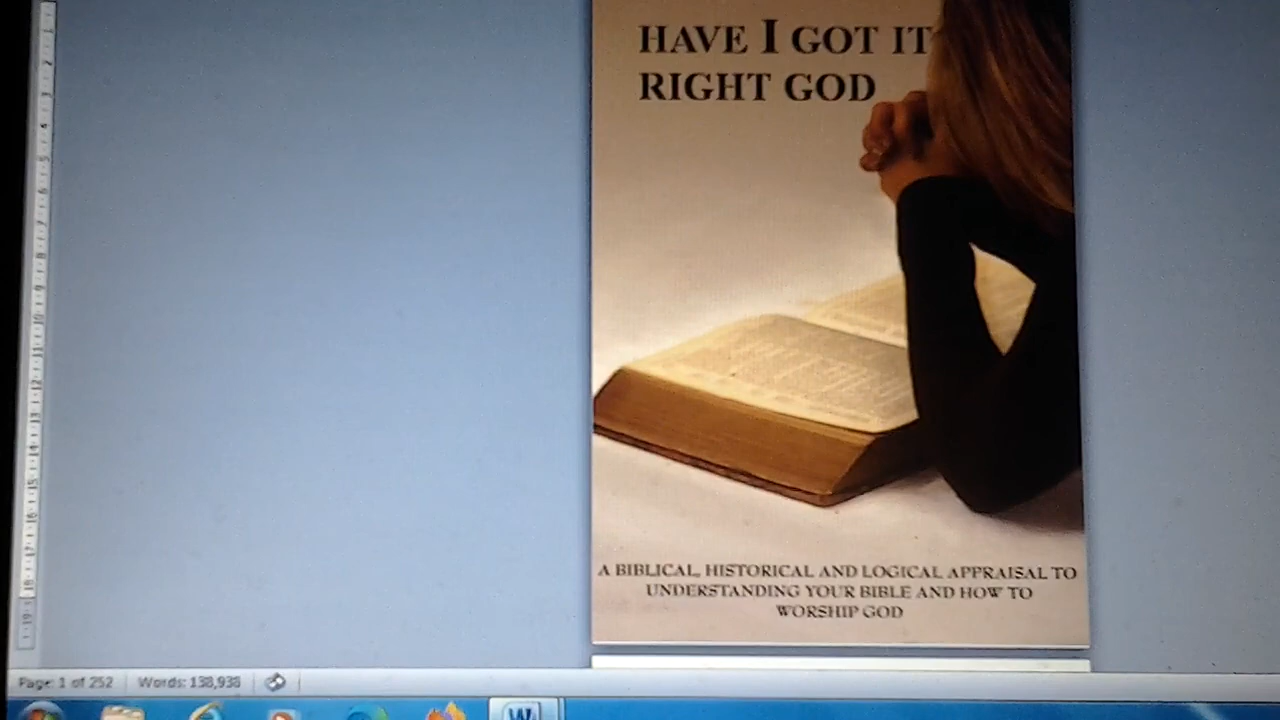 HAVE I GOT IT
RIGHT GOD
A BIBLICAL, HISTORICAL AND LOGICAL APPRAISAL TO
UNDERSTANDING YOUR BIBLE AND HOW TO
WORSHIP GOD
Page: 1 of 252 Words: 138,938